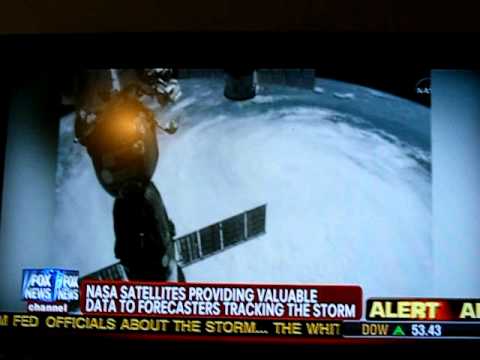 NAS
FOX NEWS channel
FOX NEWS
NASA SATELLITES PROVIDING VALUABLE
DATA TO FORECASTERS TRACKING THE STORM
ALERT
M FED OFFICIALS ABOUT THE STORM... THE WHIT
DOW ▲ 53.43